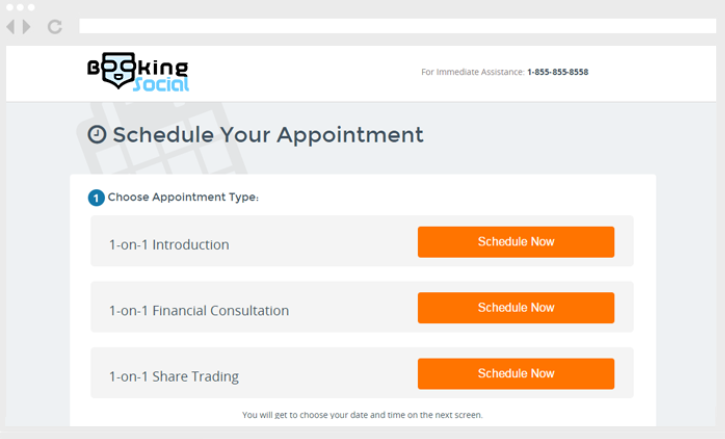 BOOking
Social
For Immediate Assistance: 1-855-855-8558
Schedule Your Appointment
1 Choose Appointment Type:
1-on-1 Introduction Schedule Now
1-on-1 Financial Consultation Schedule Now
1-on-1 Share Trading Schedule Now
You will get to choose your date and time on the next screen.